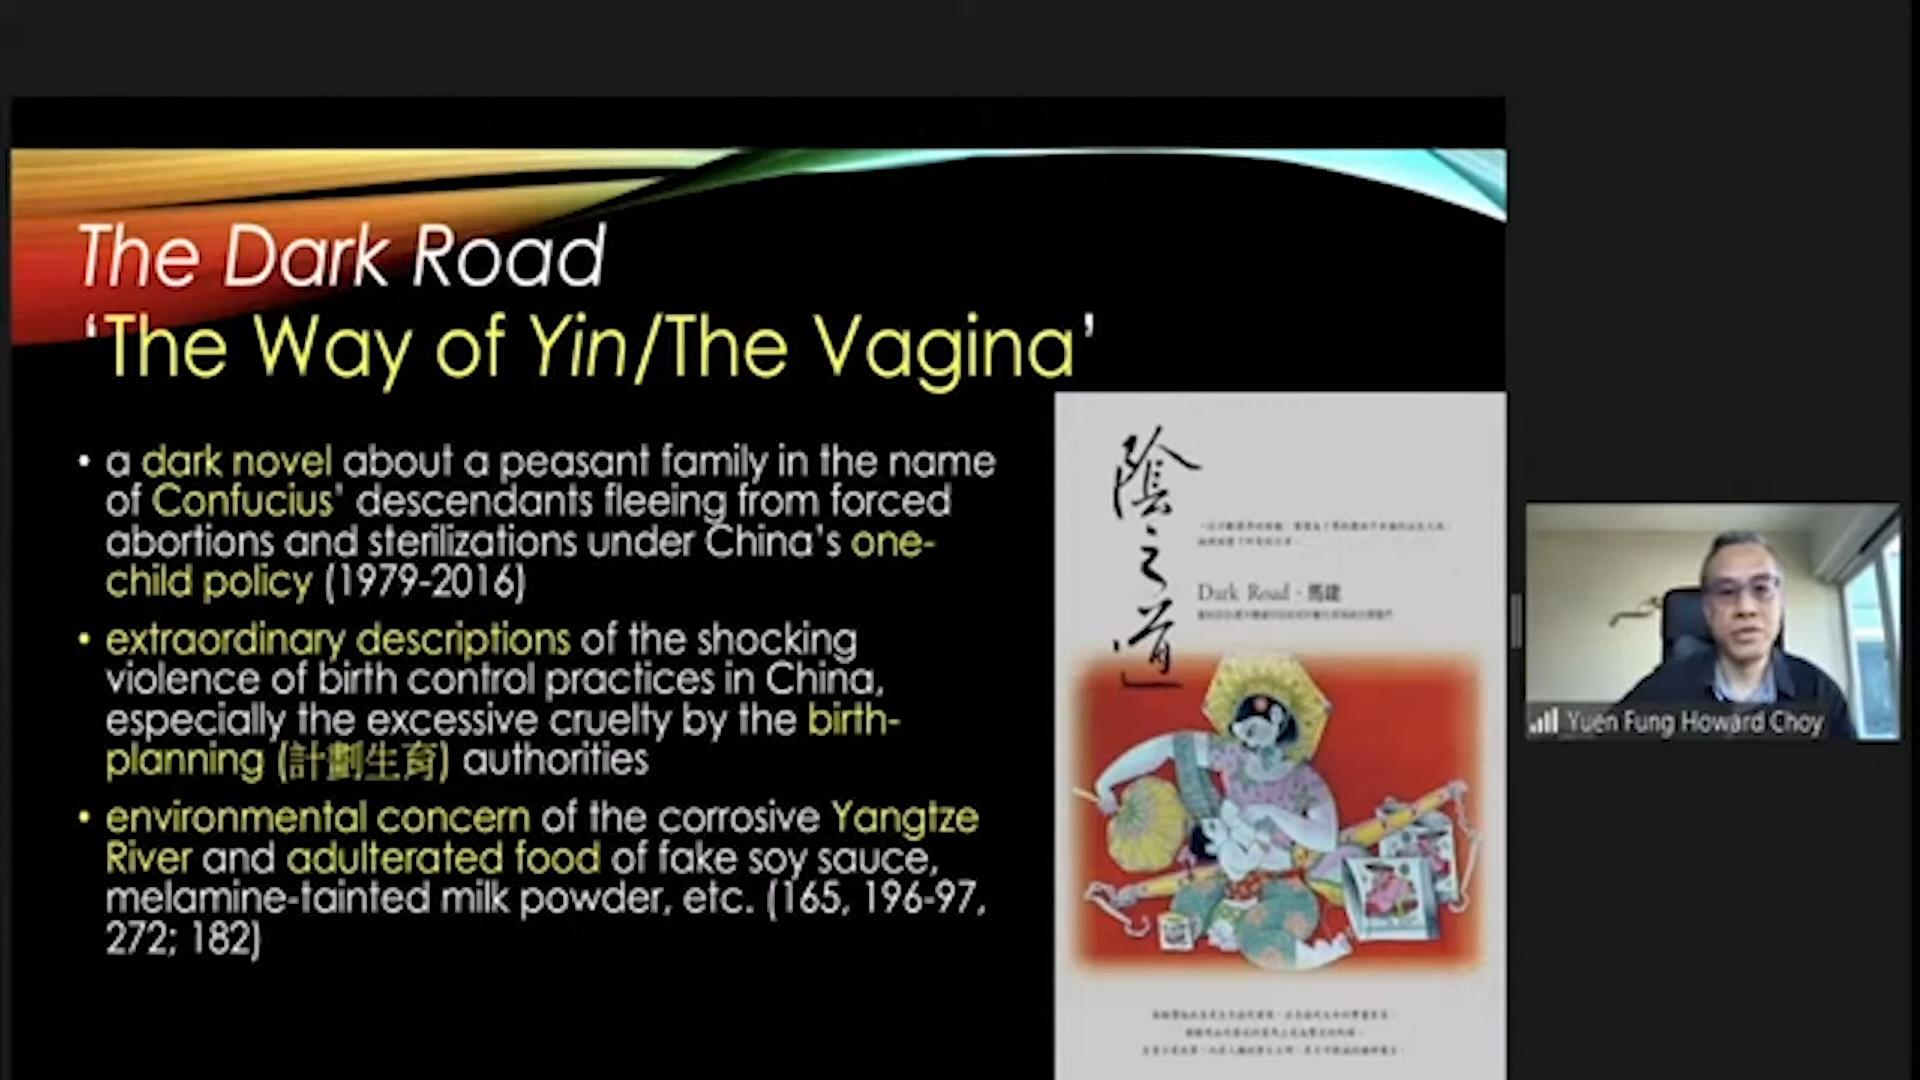 The Dark Road
‘The Way of Yin/The Vagina’
• a dark novel about a peasant family in the name
of Confucius’ descendants fleeing from forced
abortions and sterilizations under China’s one-
child policy (1979-2016)
• extraordinary descriptions of the shocking
violence of birth control practices in China,
especially the excessive cruelty by the birth-
planning (計劃生育) authorities
• environmental concern of the corrosive Yangtze
River and adulterated food of fake soy sauce,
melamine-tainted milk powder, etc. (165, 196-97,
272; 182)
陰之道
Dark Road · 馬建
Yuen Fung Howard Choy